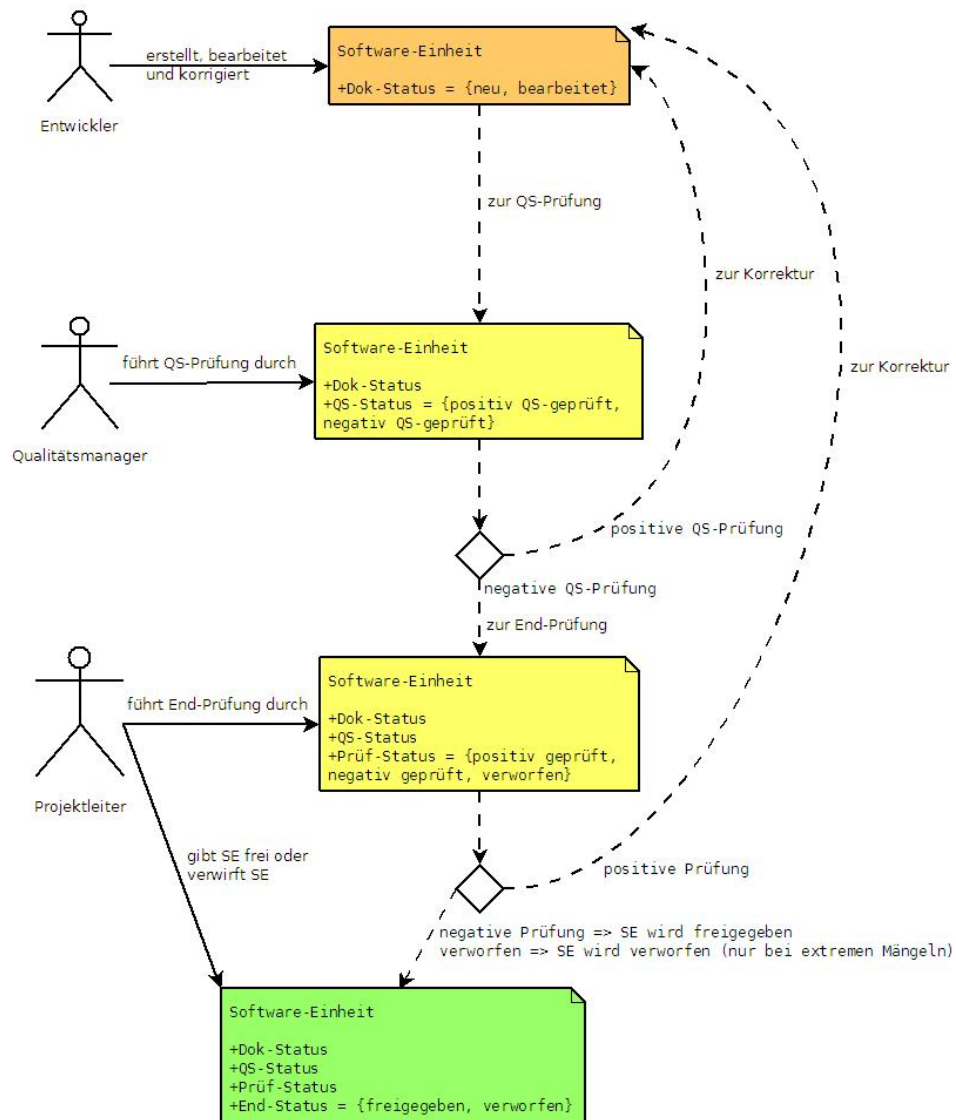 erstellt, bearbeitet
und korrigiert
Entwickler
Software-Einheit
+Dok-Status = {neu, bearbeitet}
zur QS-Prüfung
zur Korrektur
zur Korrektur
führt QS-Prüfung durch
Qualitätsmanager
Software-Einheit
+Dok-Status
+QS-Status = {positiv QS-geprüft,
negativ QS-geprüft}
positive QS-Prüfung
negative QS-Prüfung
zur End-Prüfung
führt End-Prüfung durch
Projektleiter
Software-Einheit
+Dok-Status
+QS-Status
+Prüf-Status = {positiv geprüft,
negativ geprüft, verworfen}
gibt SE frei oder
verwirft SE
positive Prüfung
negative Prüfung => SE wird freigegeben
verworfen => SE wird verworfen (nur bei extremen Mängeln)
Software-Einheit
+Dok-Status
+QS-Status
+Prüf-Status
+End-Status = {freigegeben, verworfen}